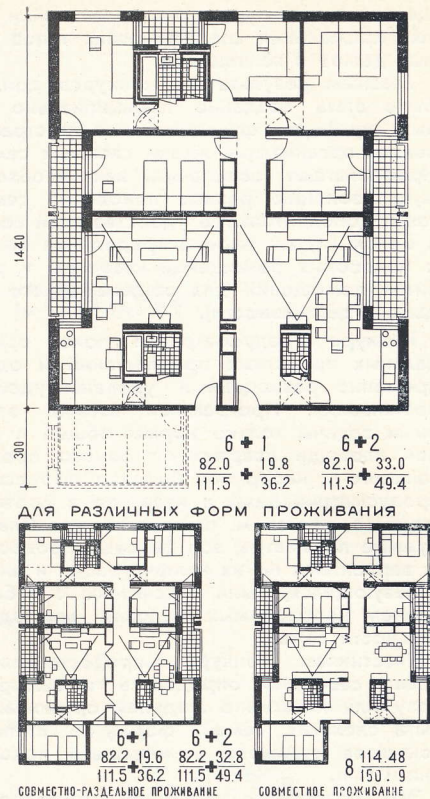 1440
300
6+1 6+2
82.0 + 19.8 82.0 + 33.0
111.5 36.2 111.5 49.4
ДЛЯ РАЗЛИЧНЫХ ФОРМ ПРОЖИВАНИЯ
6+1 6+2
82.2 + 19.6 82.2 + 32.8
111.5 36.2 111.5 49.4
8 114.48
150.9
СОВМЕСТНО-РАЗДЕЛЬНОЕ ПРОЖИВАНИЕ
СОВМЕСТНОЕ ПРОЖИВАНИЕ